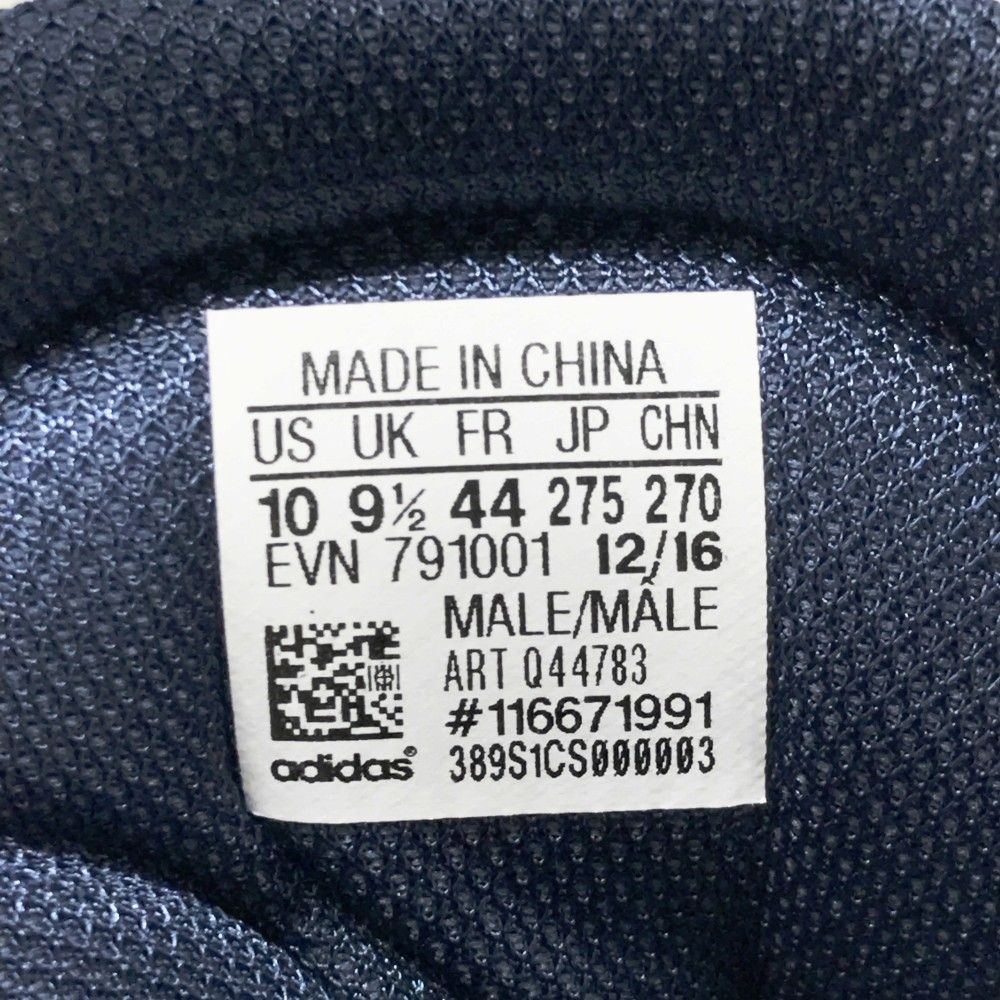 MADE IN CHINA
US UK FR JP CHN
10 9½ 44 275 270
EVN 791001 12/16
MALE/MÂLE
ART Q44783
#116671991
adidas® 389S1CS000003